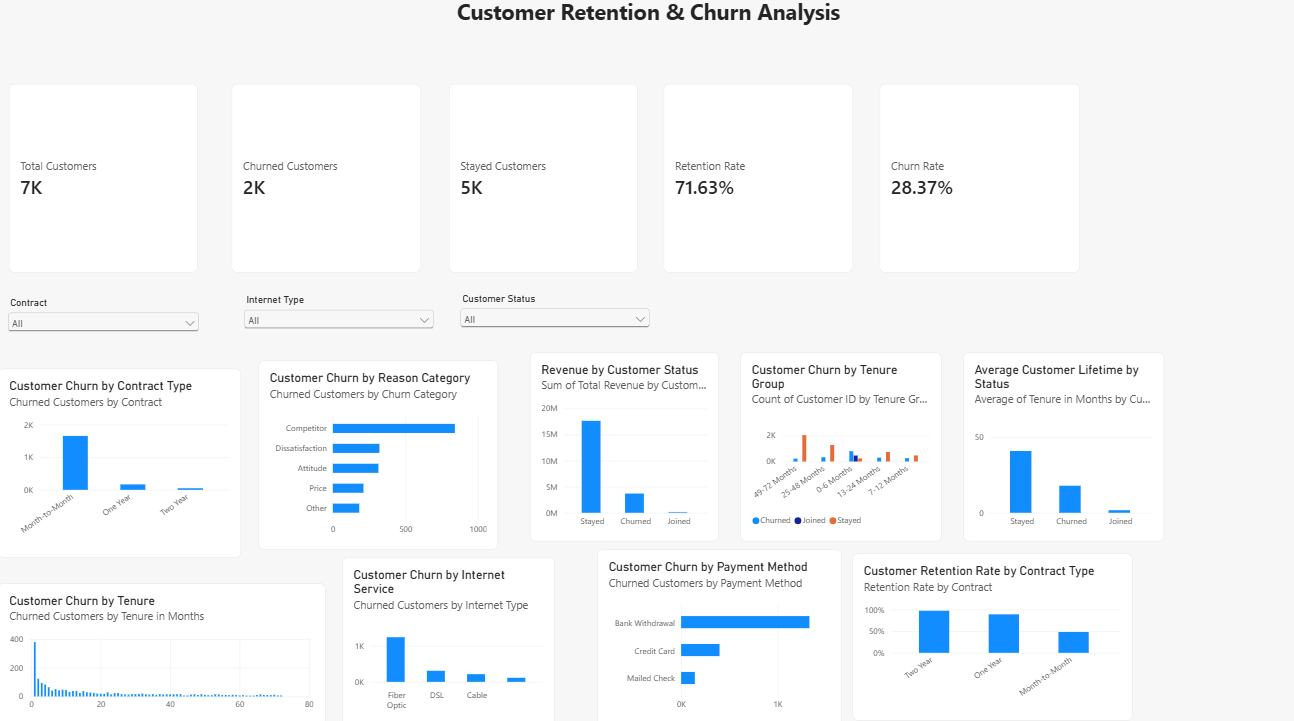 Customer Retention & Churn Analysis
Total Customers
7K
Churned Customers
2K
Stayed Customers
5K
Retention Rate
71.63%
Churn Rate
28.37%
Contract
All
Internet Type
All
Customer Status
All
Customer Churn by Contract Type
Churned Customers by Contract
2K
1K
0K
Month-to-Month
One Year
Two Year
Customer Churn by Reason Category
Churned Customers by Churn Category
Competitor
Dissatisfaction
Attitude
Price
Other
0
500
1000
Revenue by Customer Status
Sum of Total Revenue by Custom...
20M
15M
10M
5M
0M
Stayed
Churned
Joined
Customer Churn by Tenure
Group
Count of Customer ID by Tenure Gr...
2K
0K
49-72 Months
25-48 Months
0-6 Months
13-24 Months
7-12 Months
Churned
Joined
Stayed
Average Customer Lifetime by
Status
Average of Tenure in Months by Cu...
50
0
Stayed
Churned
Joined
Customer Churn by Tenure
Churned Customers by Tenure in Months
400
200
0
0
20
40
60
80
Customer Churn by Internet
Service
Churned Customers by Internet Type
1K
0K
Fiber
Optic
DSL
Cable
Customer Churn by Payment Method
Churned Customers by Payment Method
Bank Withdrawal
Credit Card
Mailed Check
0K
1K
Customer Retention Rate by Contract Type
Retention Rate by Contract
100%
50%
0%
Two Year
One Year
Month-to-Month